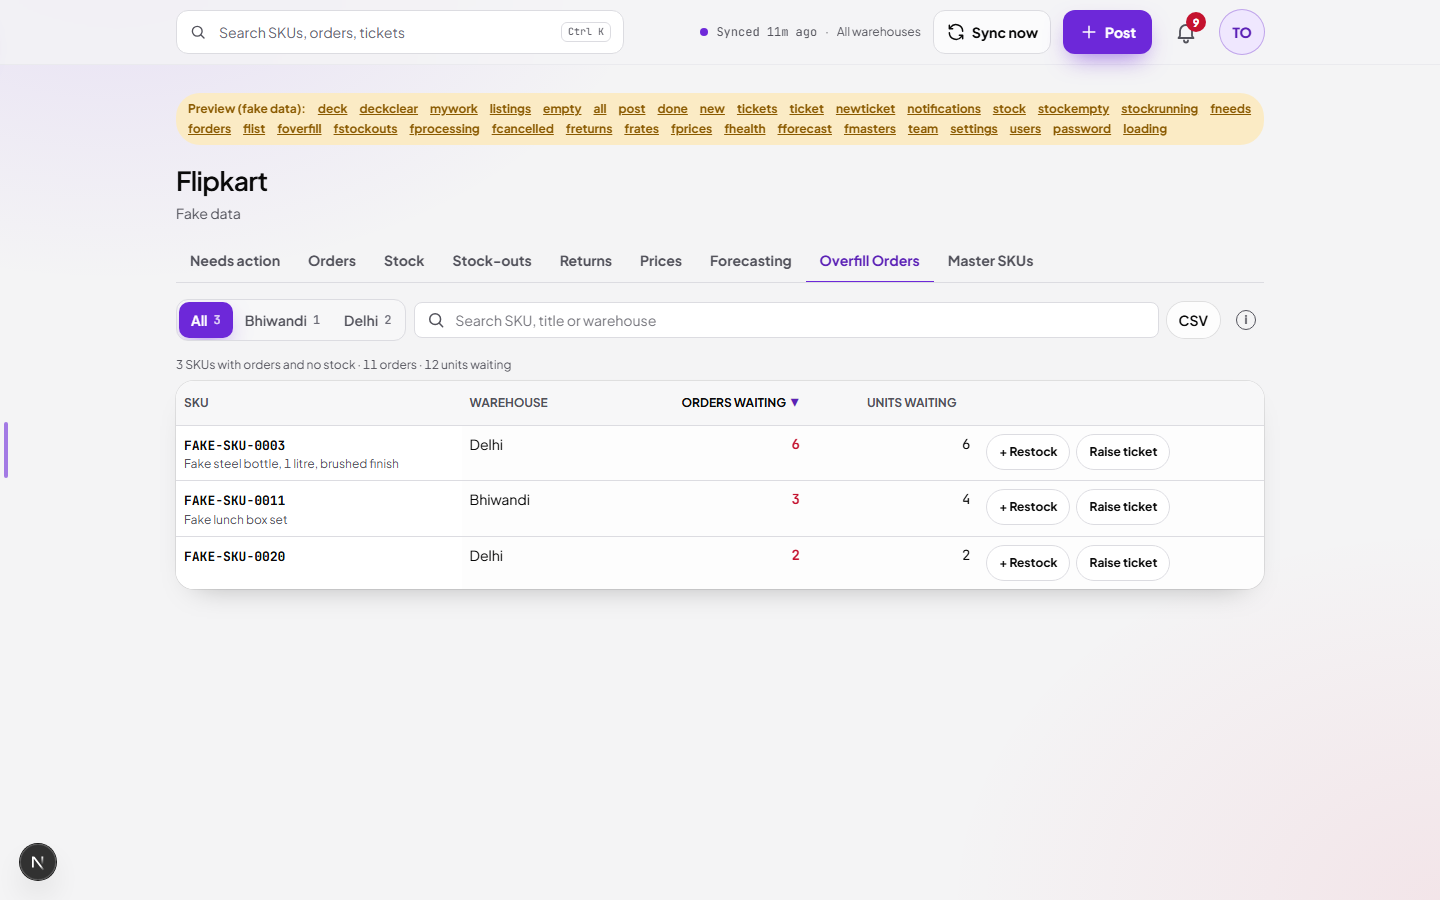 Search SKUs, orders, tickets Ctrl K Synced 11m ago · All warehouses Sync now + Post 9 TO
Preview (fake data): deck deckclear mywork listings empty all post done new tickets ticket newticket notifications stock stockempty stockrunning fneeds
forders flist foverfill fstockouts fprocessing fcancelled freturns frates fprices fhealth fforecast fmasters team settings users password loading
Flipkart
Fake data
Needs action Orders Stock Stock-outs Returns Prices Forecasting Overfill Orders Master SKUs
All 3 Bhiwandi 1 Delhi 2 Search SKU, title or warehouse CSV i
3 SKUs with orders and no stock · 11 orders · 12 units waiting
SKU WAREHOUSE ORDERS WAITING ▼ UNITS WAITING
FAKE-SKU-0003 Delhi 6 6 + Restock Raise ticket
Fake steel bottle, 1 litre, brushed finish
FAKE-SKU-0011 Bhiwandi 3 4 + Restock Raise ticket
Fake lunch box set
FAKE-SKU-0020 Delhi 2 2 + Restock Raise ticket
N